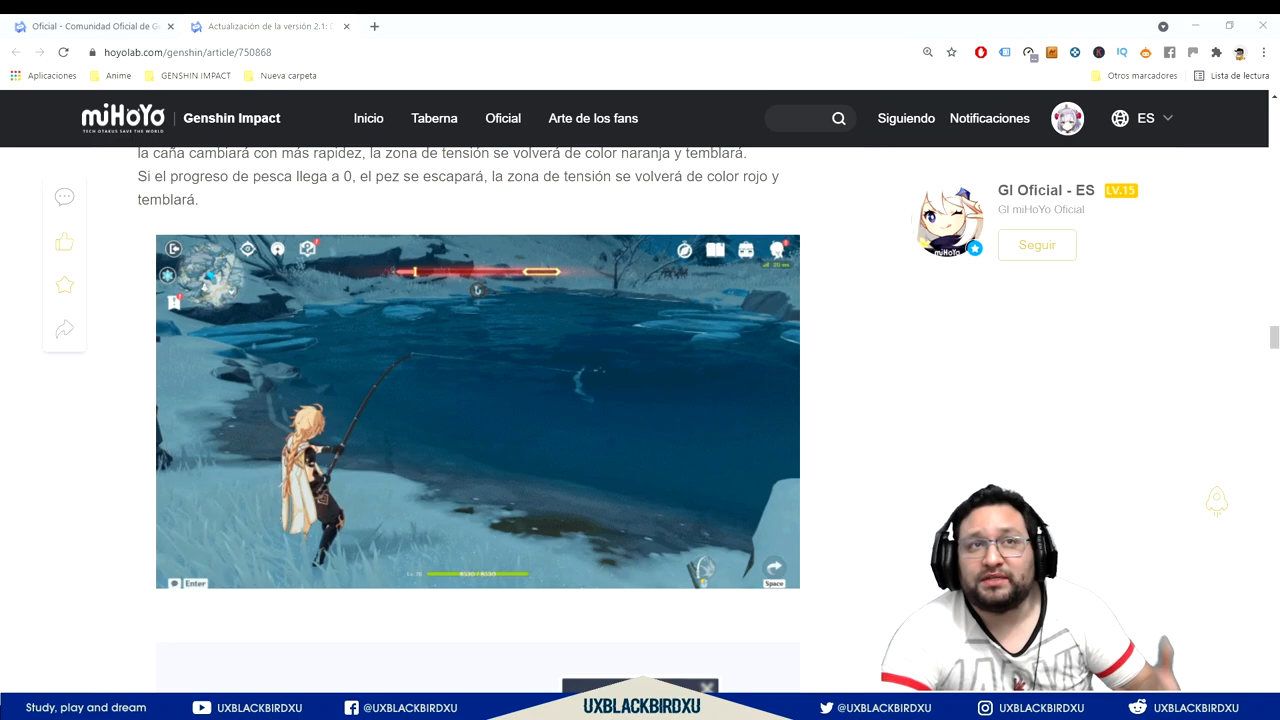 Oficial - Comunidad Oficial de G
Actualización de la versión 2.1:
hoyolab.com/genshin/article/750868
Aplicaciones
Anime
GENSHIN IMPACT
Nueva carpeta
Otros marcadores
Lista de lectura
miHoYo
TECH OTAKUS SAVE THE WORLD
Genshin Impact
Inicio
Taberna
Oficial
Arte de los fans
Siguiendo
Notificaciones
ES
la caña cambiará con más rapidez, la zona de tensión se volverá de color naranja y temblará.
Si el progreso de pesca llega a 0, el pez se escapará, la zona de tensión se volverá de color rojo y
temblará.
GI Oficial - ES LV.15
GI miHoYo Oficial
Seguir
miHoYo
Enter
Space
Study, play and dream
UXBLACKBIRDXU
@UXBLACKBIRDXU
UXBLACKBIRDXU
@UXBLACKBIRDXU
UXBLACKBIRDXU
UXBLACKBIRDXU